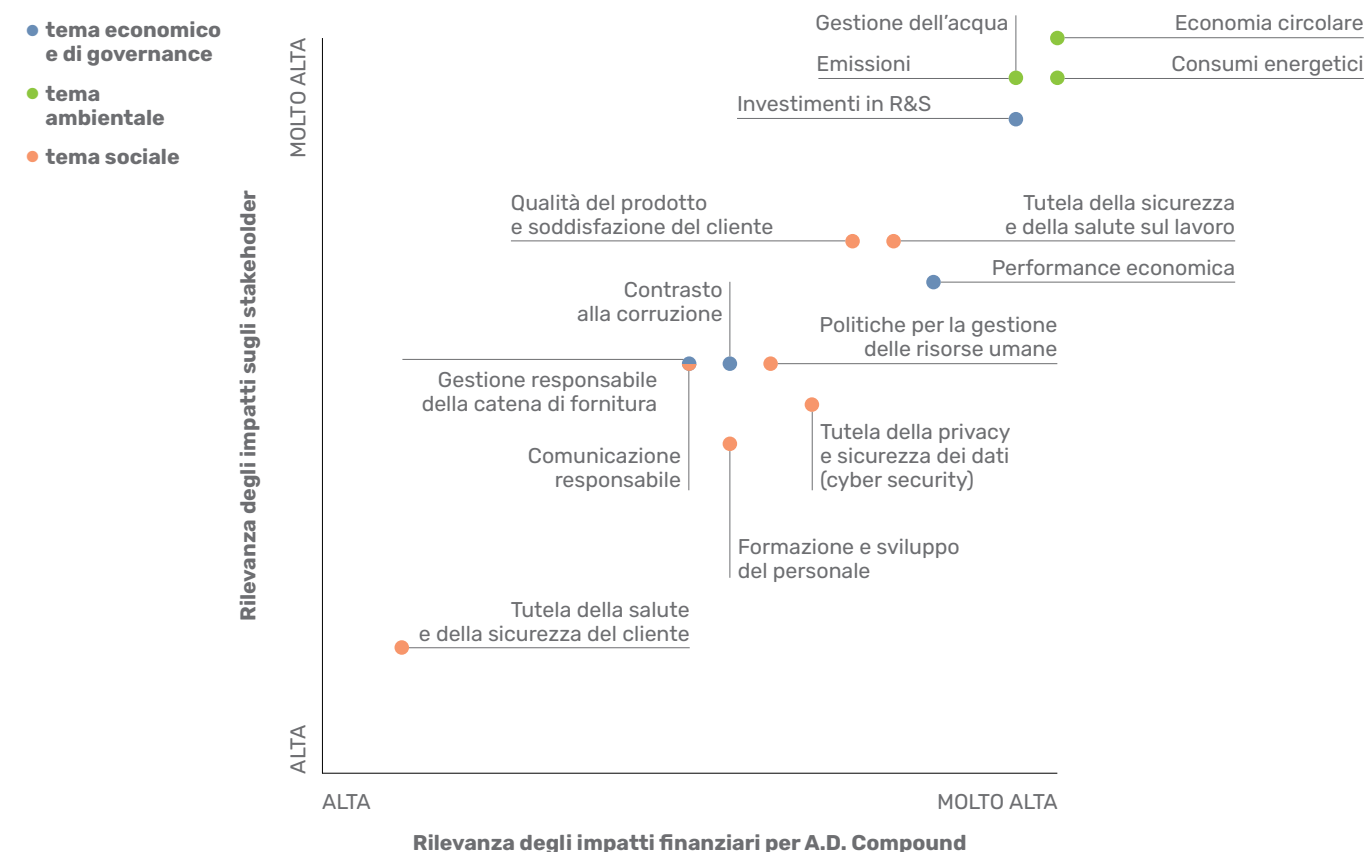 tema economico
e di governance
tema
ambientale
tema sociale
Rilevanza degli impatti sugli stakeholder
MOLTO ALTA
ALTA
Gestione dell’acqua
Economia circolare
Emissioni
Consumi energetici
Investimenti in R&S
Qualità del prodotto
e soddisfazione del cliente
Tutela della sicurezza
e della salute sul lavoro
Performance economica
Contrasto
alla corruzione
Politiche per la gestione
delle risorse umane
Gestione responsabile
della catena di fornitura
Comunicazione
responsabile
Tutela della privacy
e sicurezza dei dati
(cyber security)
Formazione e sviluppo
del personale
Tutela della salute
e della sicurezza del cliente
ALTA
MOLTO ALTA
Rilevanza degli impatti finanziari per A.D. Compound